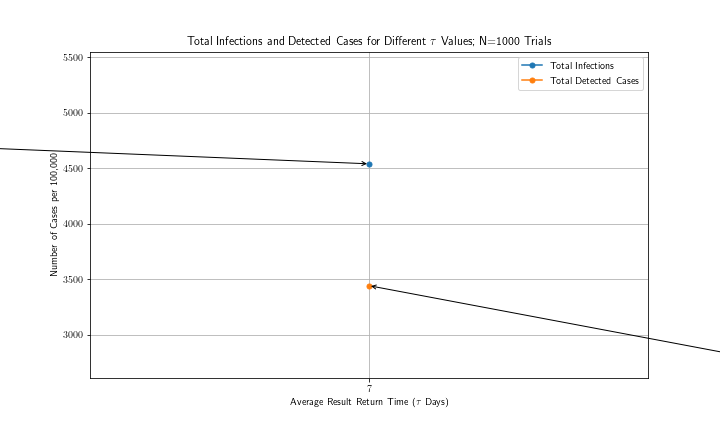 Total Infections and Detected Cases for Different τ Values; N=1000 Trials
Total Infections
Total Detected Cases
Number of Cases per 100,000
5500
5000
4500
4000
3500
3000
7
Average Result Return Time (τ Days)